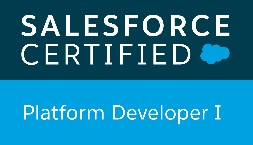 SALESFORCE
CERTIFIED
Platform Developer I